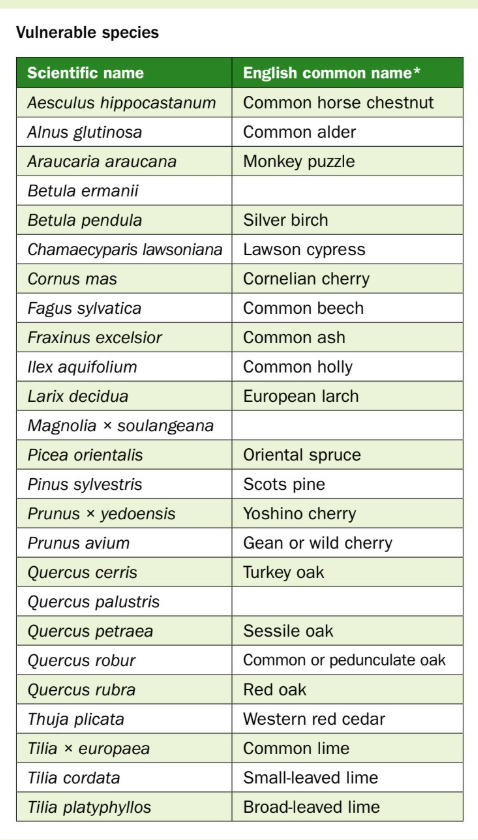 Vulnerable species
Scientific name English common name*
Aesculus hippocastanum Common horse chestnut
Alnus glutinosa Common alder
Araucaria araucana Monkey puzzle
Betula ermanii
Betula pendula Silver birch
Chamaecyparis lawsoniana Lawson cypress
Cornus mas Cornelian cherry
Fagus sylvatica Common beech
Fraxinus excelsior Common ash
Ilex aquifolium Common holly
Larix decidua European larch
Magnolia × soulangeana
Picea orientalis Oriental spruce
Pinus sylvestris Scots pine
Prunus × yedoensis Yoshino cherry
Prunus avium Gean or wild cherry
Quercus cerris Turkey oak
Quercus palustris
Quercus petraea Sessile oak
Quercus robur Common or pedunculate oak
Quercus rubra Red oak
Thuja plicata Western red cedar
Tilia × europaea Common lime
Tilia cordata Small-leaved lime
Tilia platyphyllos Broad-leaved lime